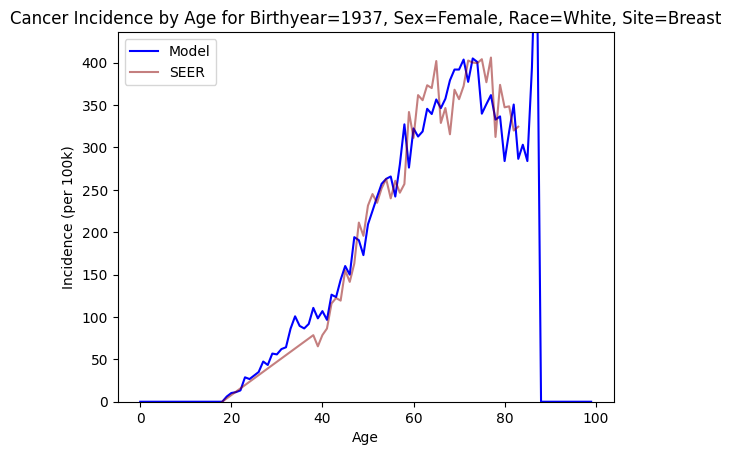 Cancer Incidence by Age for Birthyear=1937, Sex=Female, Race=White, Site=Breast
Model
SEER
400
350
300
250
200
150
100
50
0
Incidence (per 100k)
0 20 40 60 80 100
Age